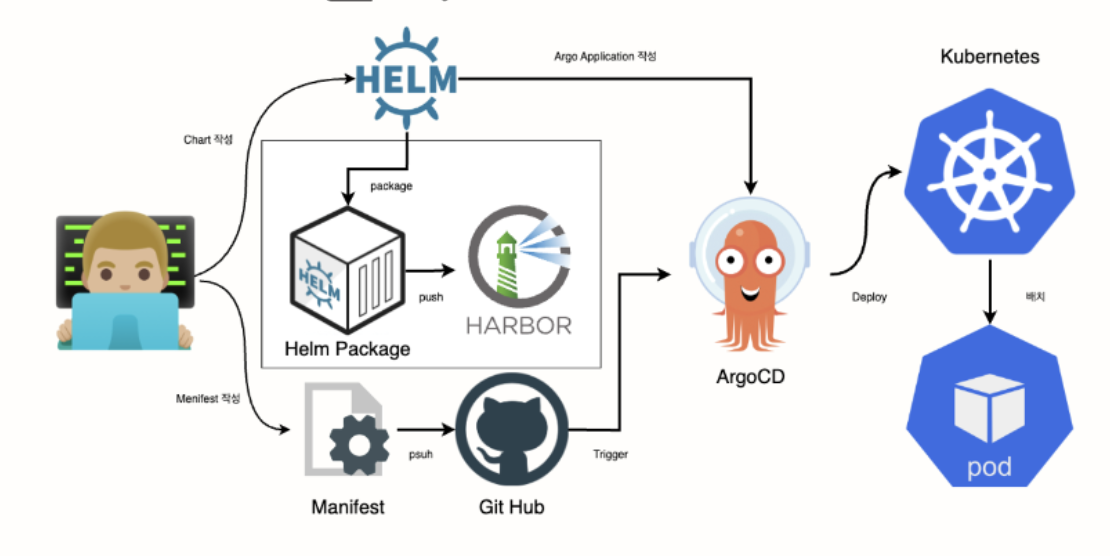 Argo Application 작성
Kubernetes
HELM
Chart 작성
package
HELM
push
HARBOR
Helm Package
Deploy
배치
ArgoCD
Menifest 작성
psuh
Trigger
pod
Manifest
Git Hub